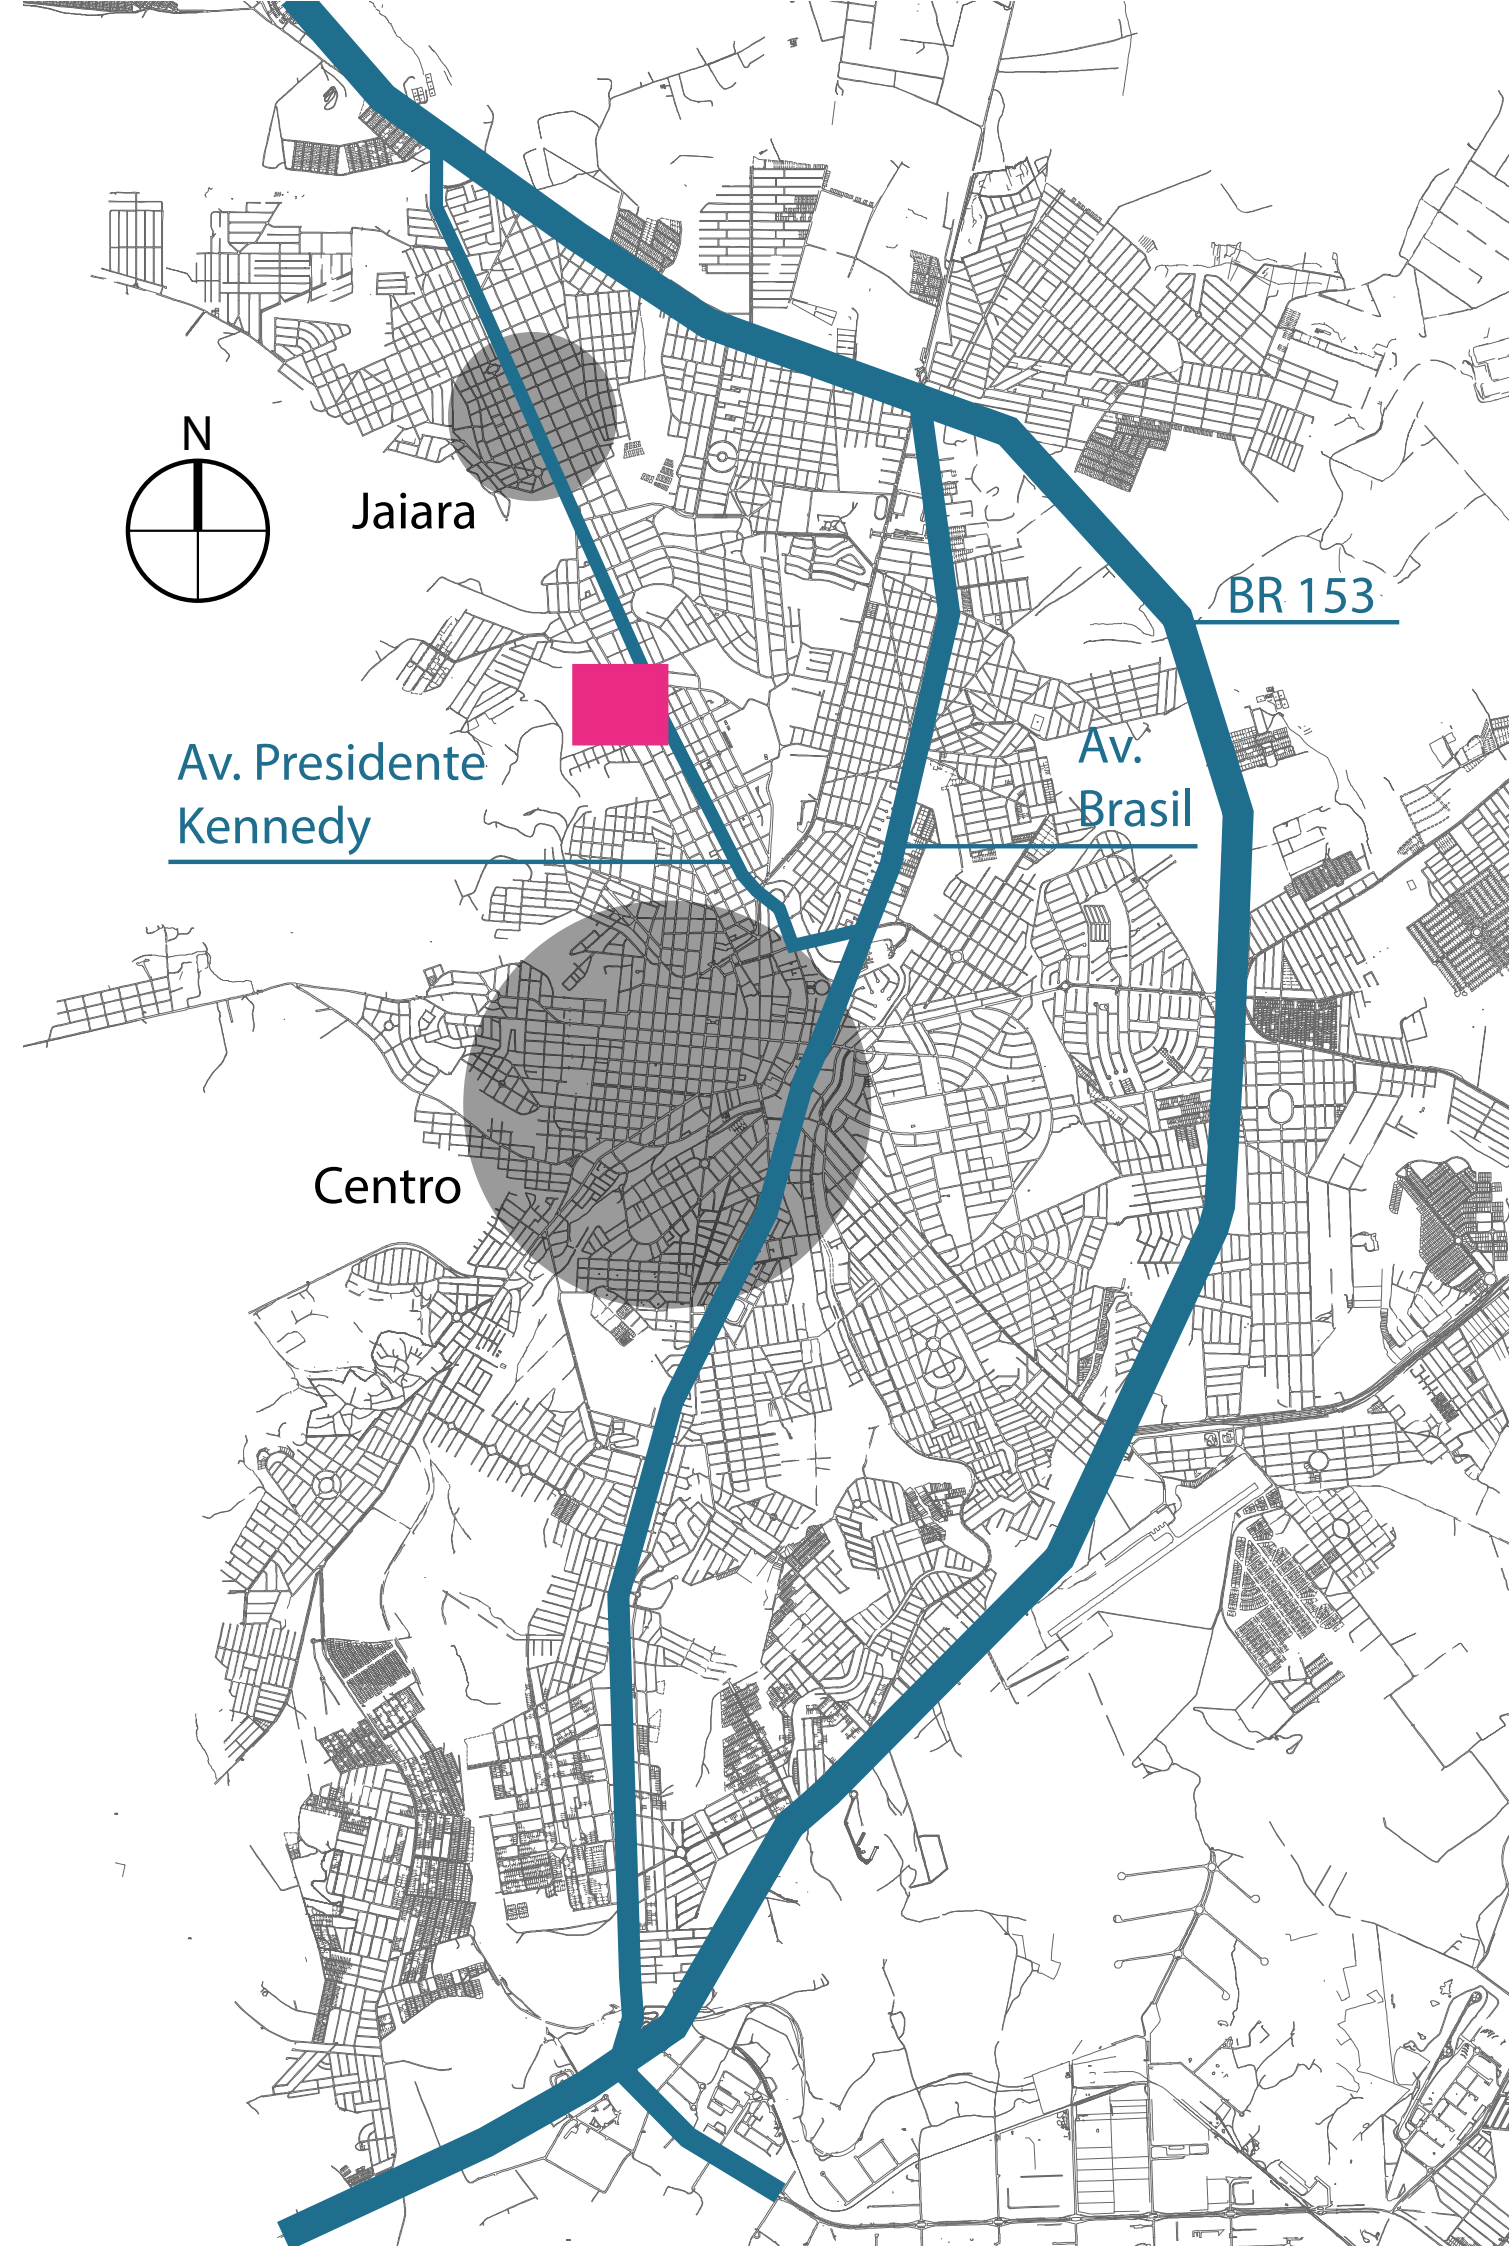 N
Jaiara
BR 153
Av. Presidente
Kennedy
Av.
Brasil
Centro